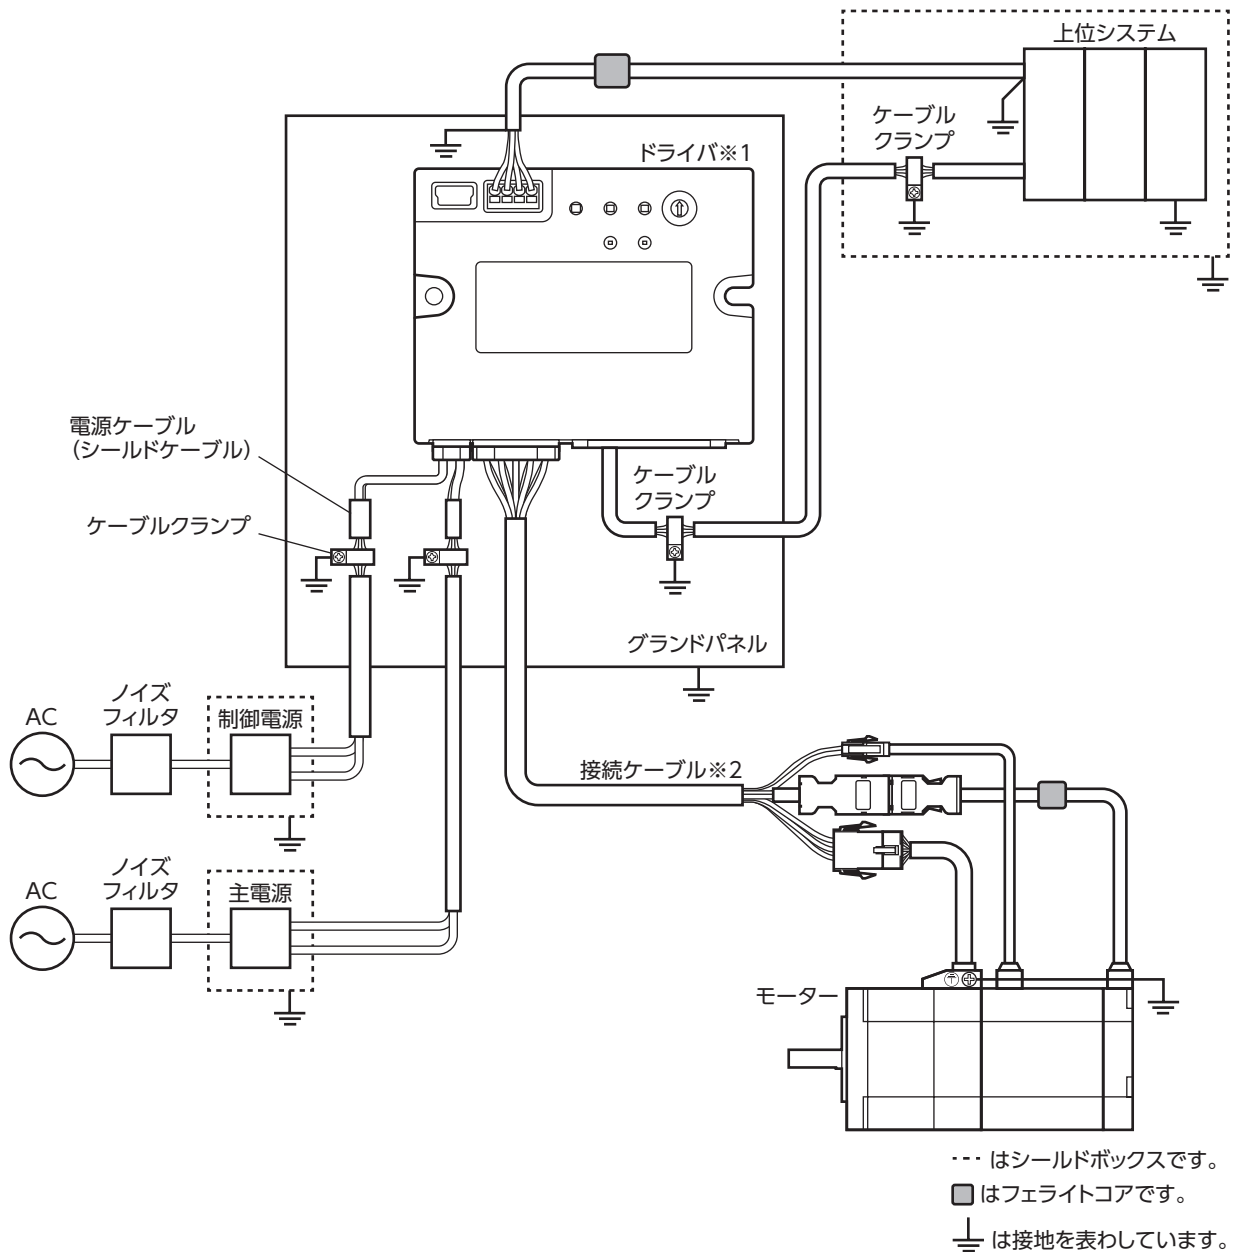 上位システム
ケーブル
クランプ
ドライバ※1
電源ケーブル
(シールドケーブル)
ケーブル
クランプ
ケーブルクランプ
グランドパネル
AC
ノイズ
フィルタ
制御電源
接続ケーブル※2
AC
ノイズ
フィルタ
主電源
モーター
はシールドボックスです。
はフェライトコアです。
は接地を表わしています。